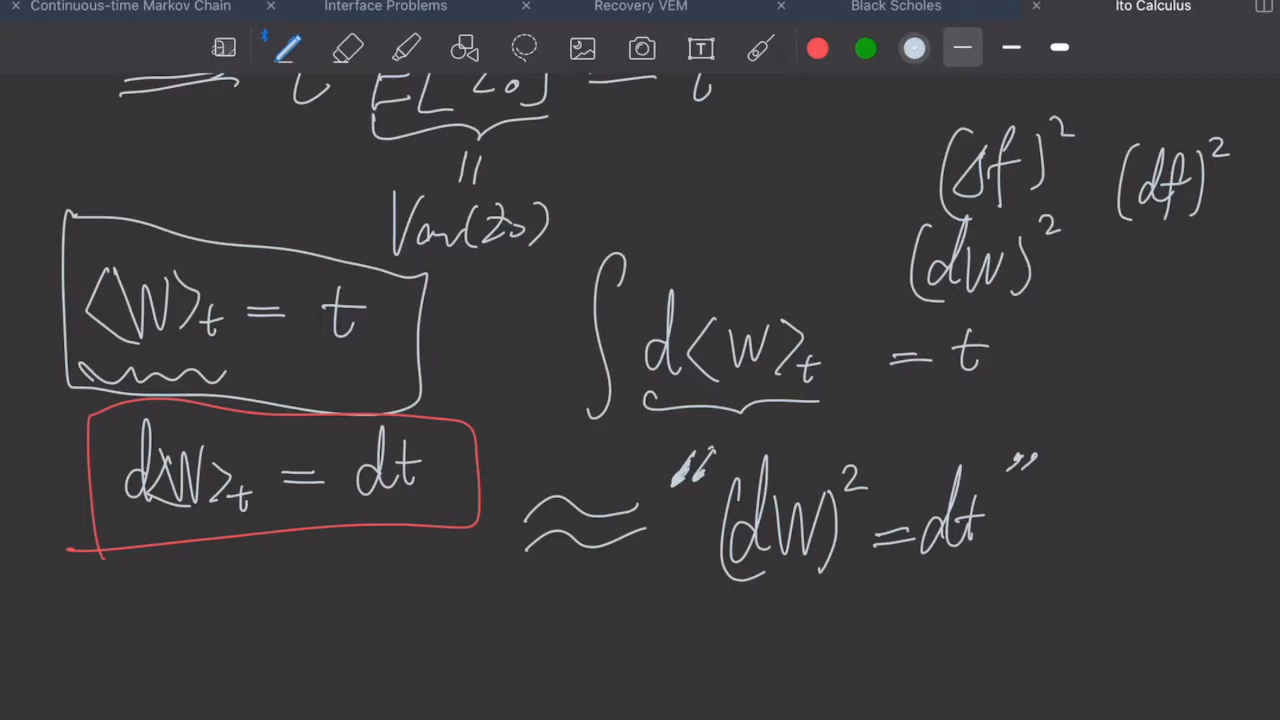 Continuous-time Markov Chain Interface Problems Recovery VEM Black Scholes Ito Calculus
T
t E[Z₀] = t
(Δf)² (df)²
||
Var(Z₀)
(dW)²
⟨W⟩ₜ = t
∫ d⟨W⟩ₜ = t
d⟨W⟩ₜ = dt
≈ “(dW)² = dt”